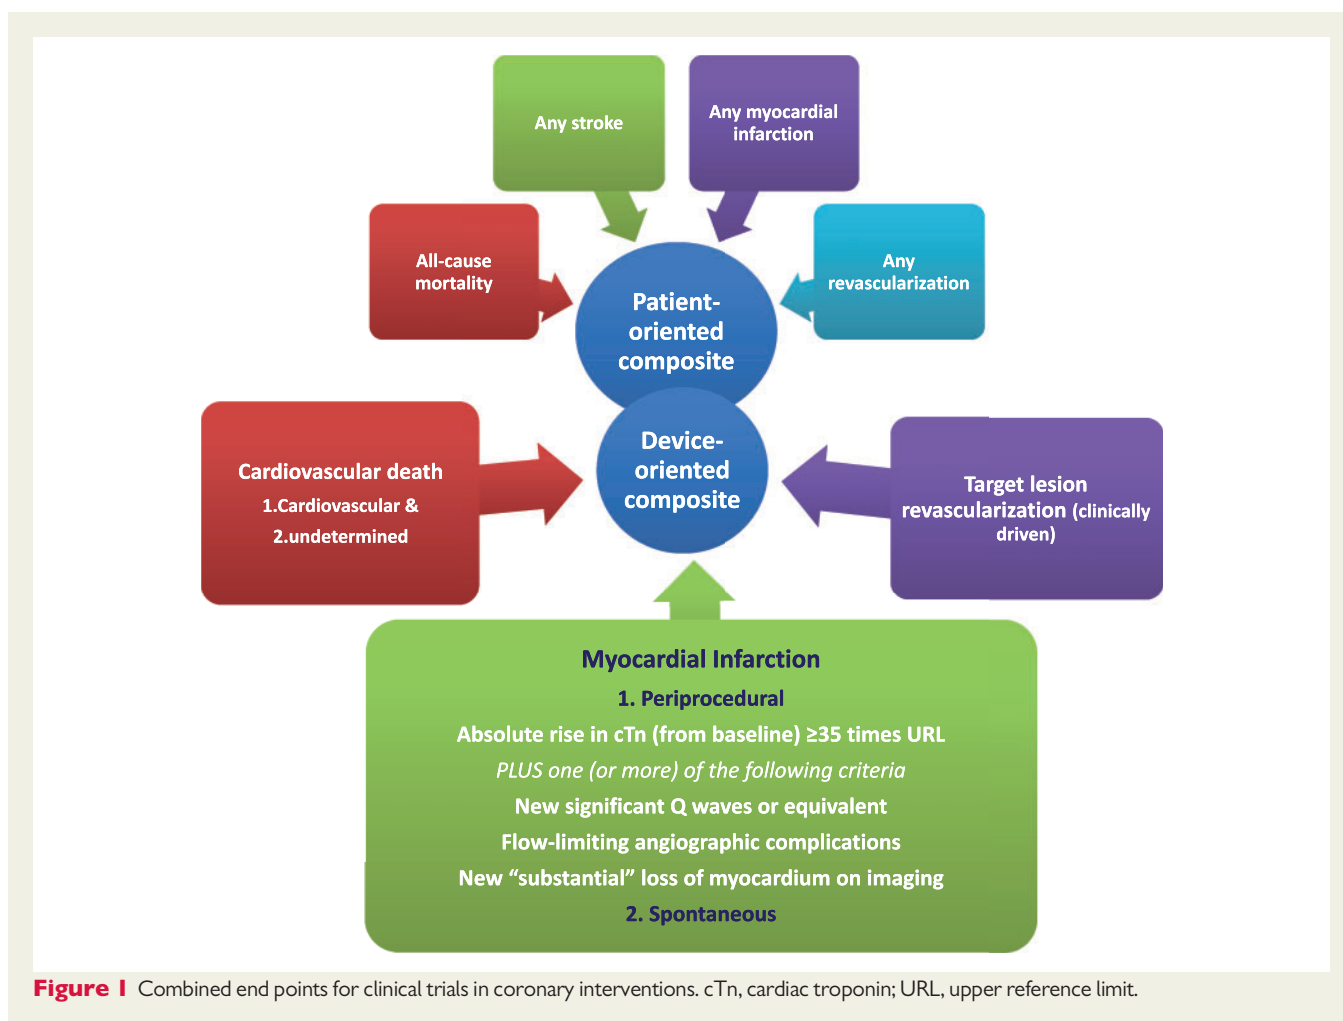 Any stroke
Any myocardial
infarction
All-cause
mortality
Any
revascularization
Patient-
oriented
composite
Cardiovascular death
1.Cardiovascular &
2.undetermined
Device-
oriented
composite
Target lesion
revascularization (clinically
driven)
Myocardial Infarction
1. Periprocedural
Absolute rise in cTn (from baseline) ≥35 times URL
PLUS one (or more) of the following criteria
New significant Q waves or equivalent
Flow-limiting angiographic complications
New “substantial” loss of myocardium on imaging
2. Spontaneous
Figure 1 Combined end points for clinical trials in coronary interventions. cTn, cardiac troponin; URL, upper reference limit.